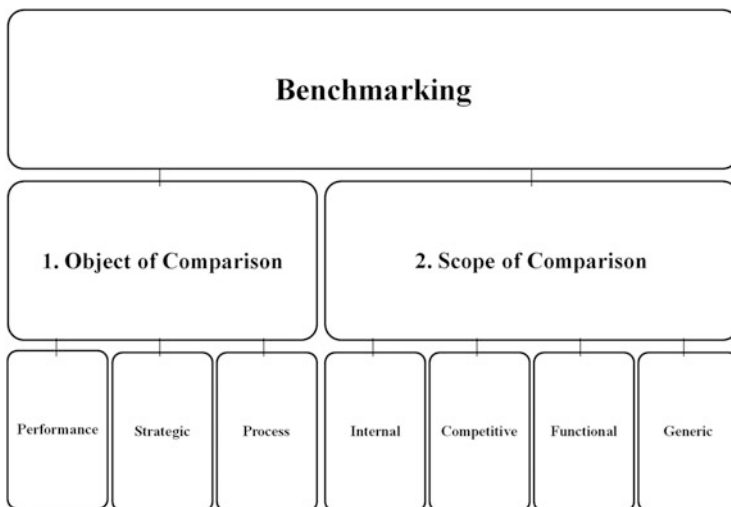 Benchmarking
1. Object of Comparison
2. Scope of Comparison
Performance
Strategic
Process
Internal
Competitive
Functional
Generic